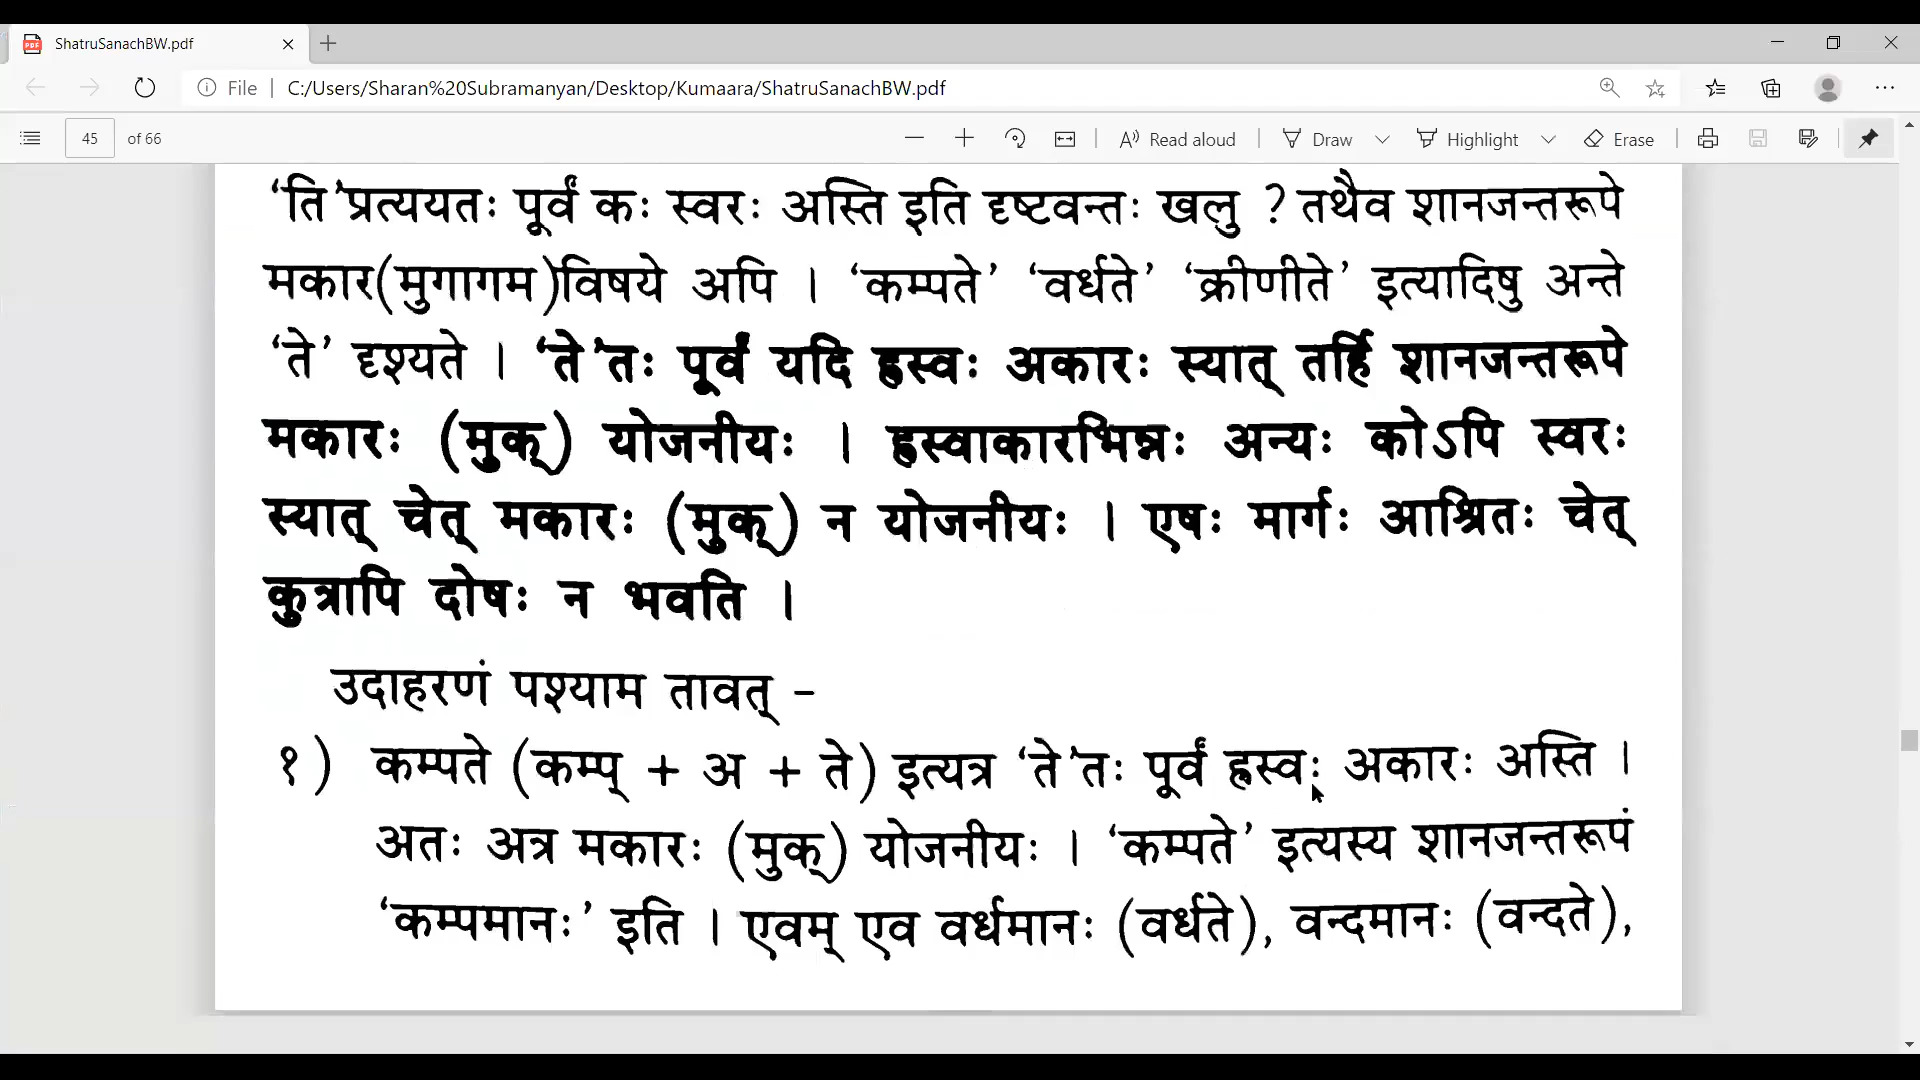 ShatruSanachBW.pdf
File | C:/Users/Sharan%20Subramanyan/Desktop/Kumaara/ShatruSanachBW.pdf
45 of 66 Read aloud Draw Highlight Erase
‘ति’प्रत्ययतः पूर्वं कः स्वरः अस्ति इति दृष्टवन्तः खलु ? तथैव शानजन्तरूपे
मकार(मुगागम)विषये अपि । ‘कम्पते’ ‘वर्धते’ ‘क्रीणीते’ इत्यादिषु अन्ते
‘ते’ दृश्यते । ‘ते’तः पूर्वं यदि ह्रस्वः अकारः स्यात् तर्हि शानजन्तरूपे
मकारः (मुक्) योजनीयः । ह्रस्वाकारभिन्नः अन्यः कोऽपि स्वरः
स्यात् चेत् मकारः (मुक्) न योजनीयः । एषः मार्गः आश्रितः चेत्
कुत्रापि दोषः न भवति ।
उदाहरणं पश्याम तावत् -
१) कम्पते (कम्प् + अ + ते) इत्यत्र ‘ते’तः पूर्वं ह्रस्वः अकारः अस्ति ।
अतः अत्र मकारः (मुक्) योजनीयः । ‘कम्पते’ इत्यस्य शानजन्तरूपं
‘कम्पमानः’ इति । एवम् एव वर्धमानः (वर्धते), वन्दमानः (वन्दते),